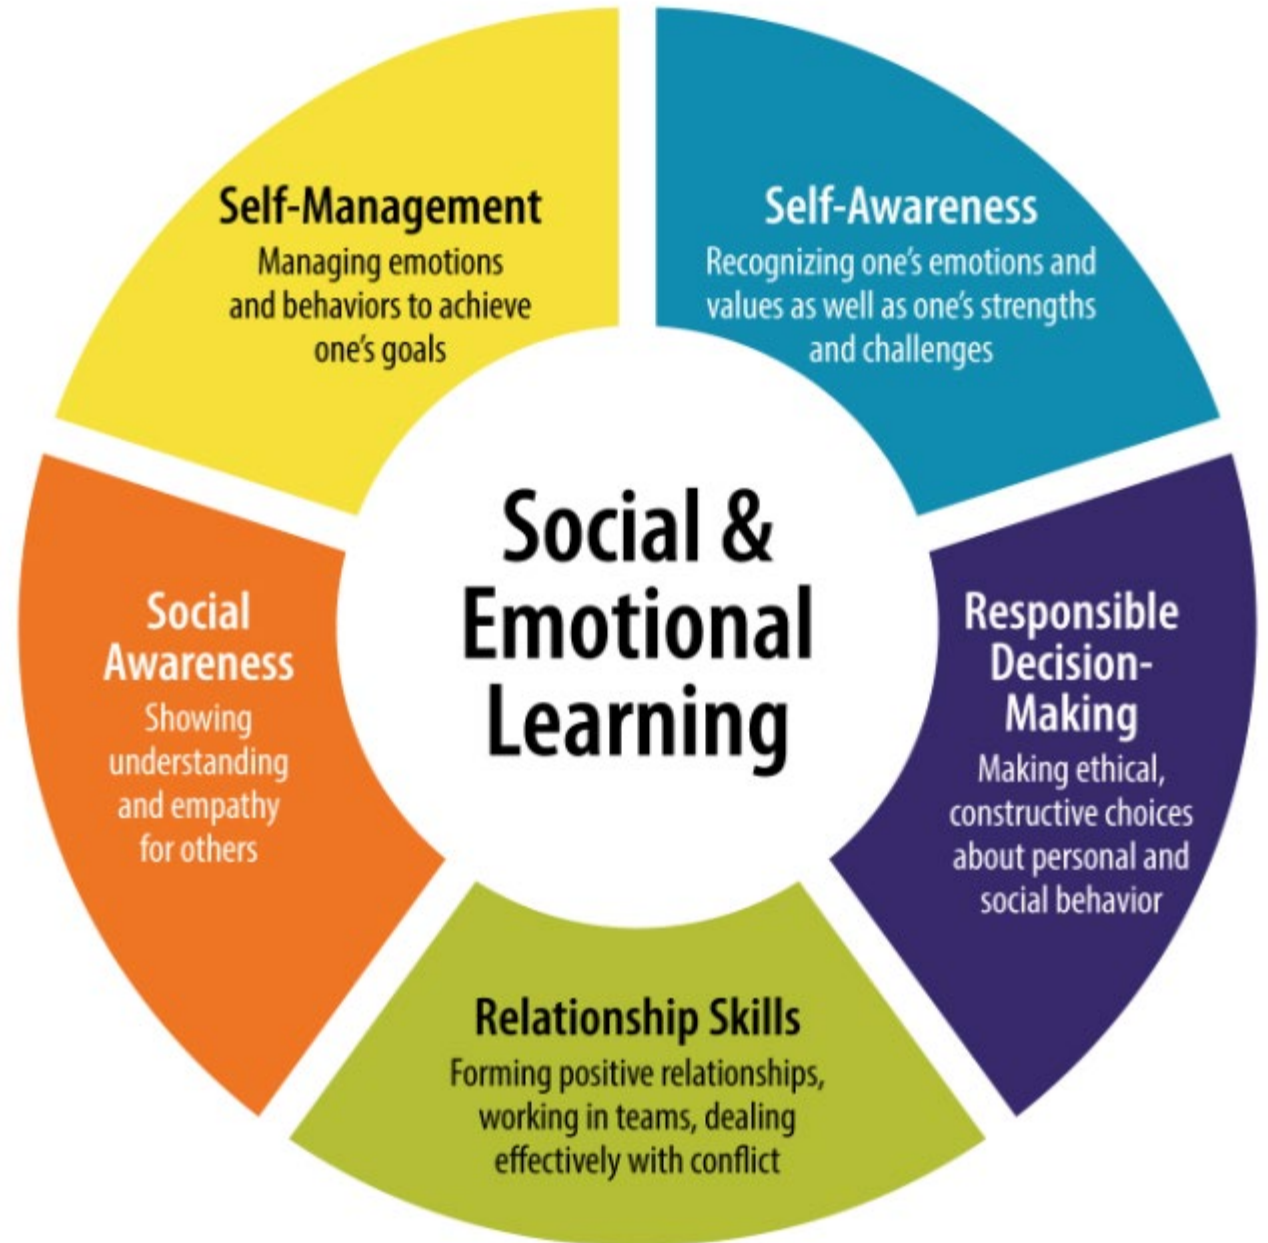 Self-Management
Managing emotions
and behaviors to achieve
one's goals
Self-Awareness
Recognizing one's emotions and
values as well as one's strengths
and challenges
Social &
Emotional
Learning
Social
Awareness
Showing
understanding
and empathy
for others
Responsible
Decision-
Making
Making ethical,
constructive choices
about personal and
social behavior
Relationship Skills
Forming positive relationships,
working in teams, dealing
effectively with conflict